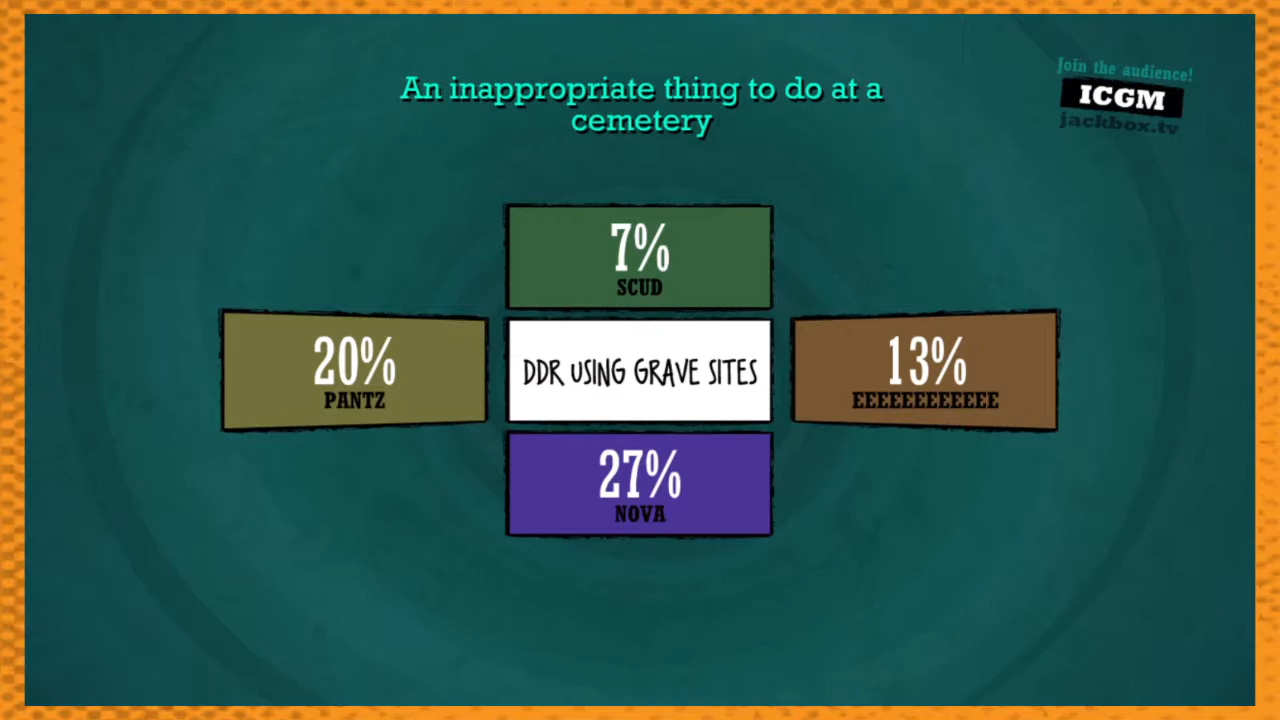 An inappropriate thing to do at a
cemetery
Join the audience!
ICGM
jackbox.tv
7%
SCUD
20%
PANTZ
DDR USING GRAVE SITES
13%
EEEEEEEEEEEE
27%
NOVA